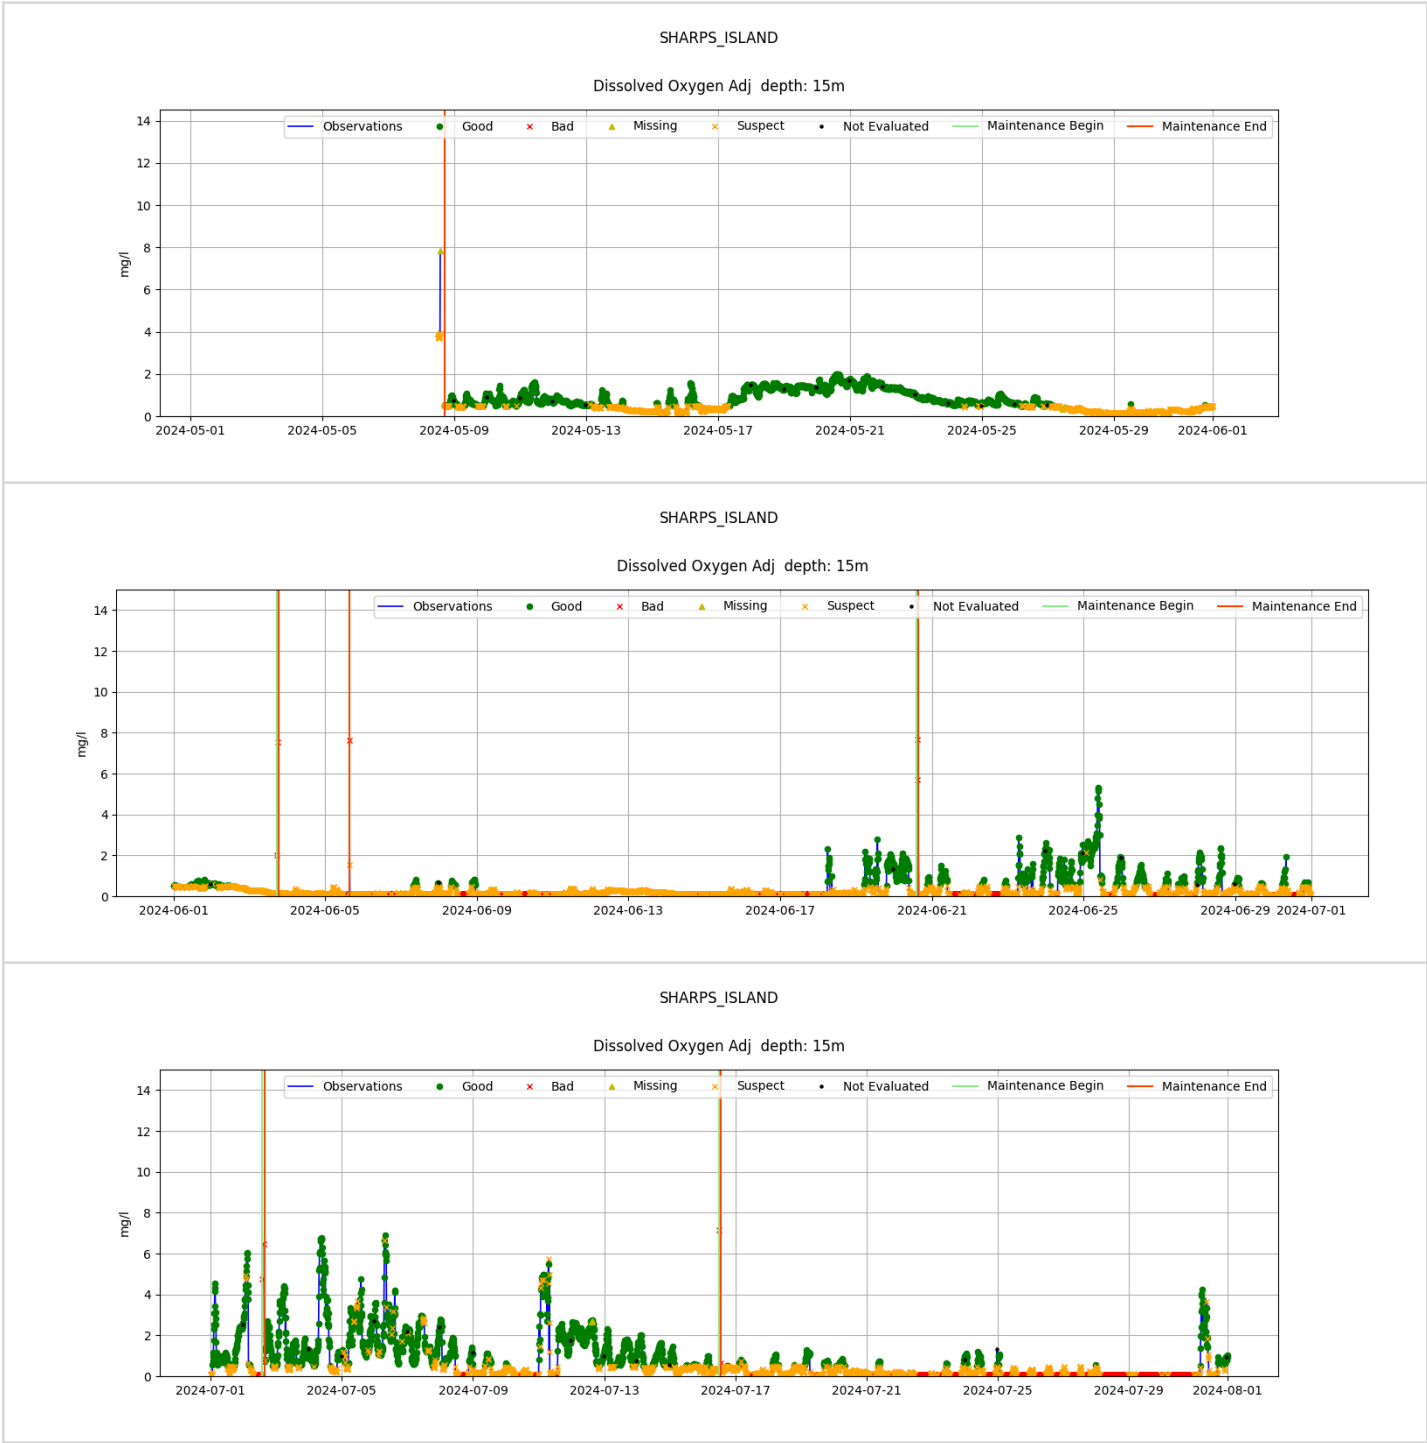 SHARPS_ISLAND
Dissolved Oxygen Adj depth: 15m
Observations Good Bad Missing Suspect Not Evaluated Maintenance Begin Maintenance End
14
12
10
8
6
4
2
0
mg/l
2024-05-01 2024-05-05 2024-05-09 2024-05-13 2024-05-17 2024-05-21 2024-05-25 2024-05-29 2024-06-01
SHARPS_ISLAND
Dissolved Oxygen Adj depth: 15m
Observations Good Bad Missing Suspect Not Evaluated Maintenance Begin Maintenance End
14
12
10
8
6
4
2
0
mg/l
2024-06-01 2024-06-05 2024-06-09 2024-06-13 2024-06-17 2024-06-21 2024-06-25 2024-06-29 2024-07-01
SHARPS_ISLAND
Dissolved Oxygen Adj depth: 15m
Observations Good Bad Missing Suspect Not Evaluated Maintenance Begin Maintenance End
14
12
10
8
6
4
2
0
mg/l
2024-07-01 2024-07-05 2024-07-09 2024-07-13 2024-07-17 2024-07-21 2024-07-25 2024-07-29 2024-08-01